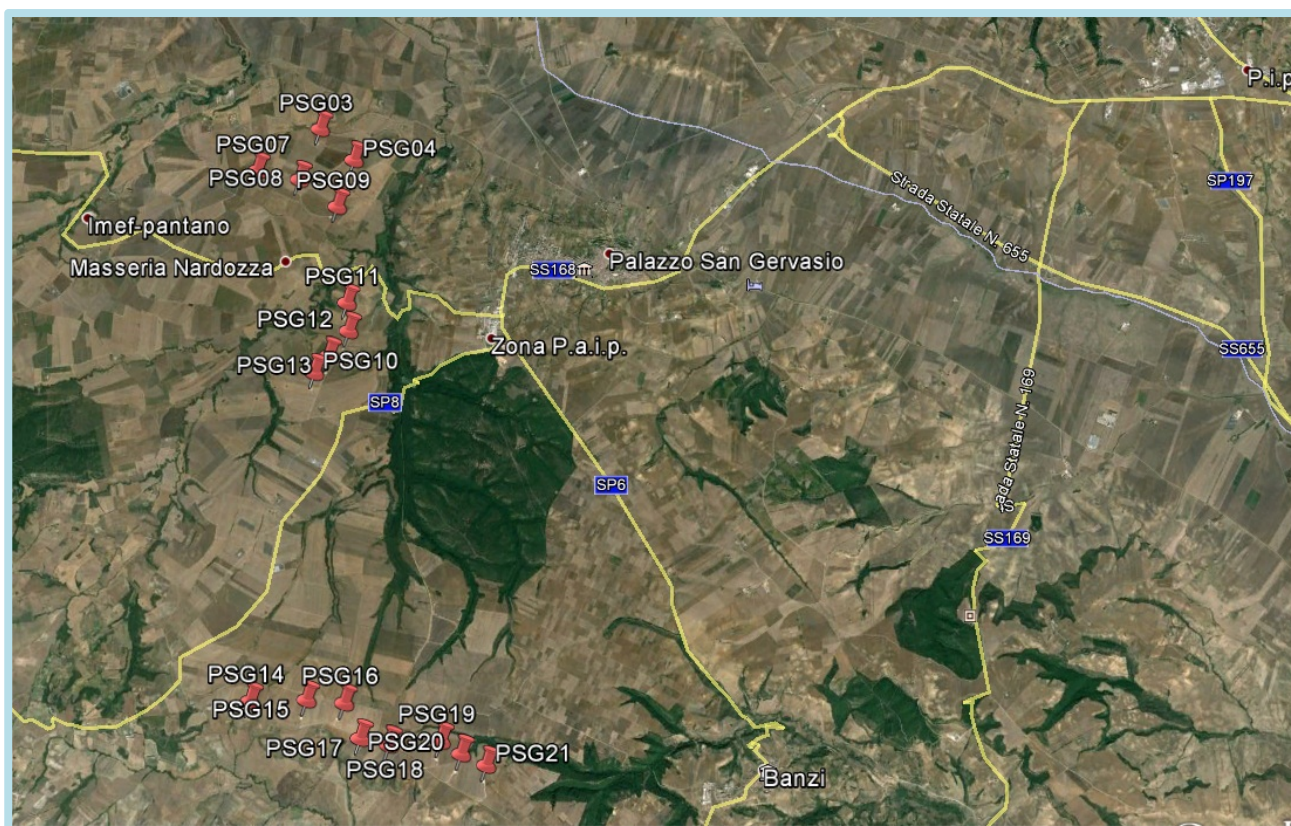 P.i.p
PSG03
PSG04
PSG07
PSG08
PSG09
SP197
Strada Statale N. 655
Imef-pantano
Masseria Nardozza
SS168
Palazzo San Gervasio
PSG11
PSG12
PSG13
PSG10
Zona P.a.i.p.
SS655
SP8
ada Statale N. 169
S
SP6
SS169
PSG14
PSG15
PSG16
PSG17
PSG18
PSG19
PSG20
PSG21
Banzi